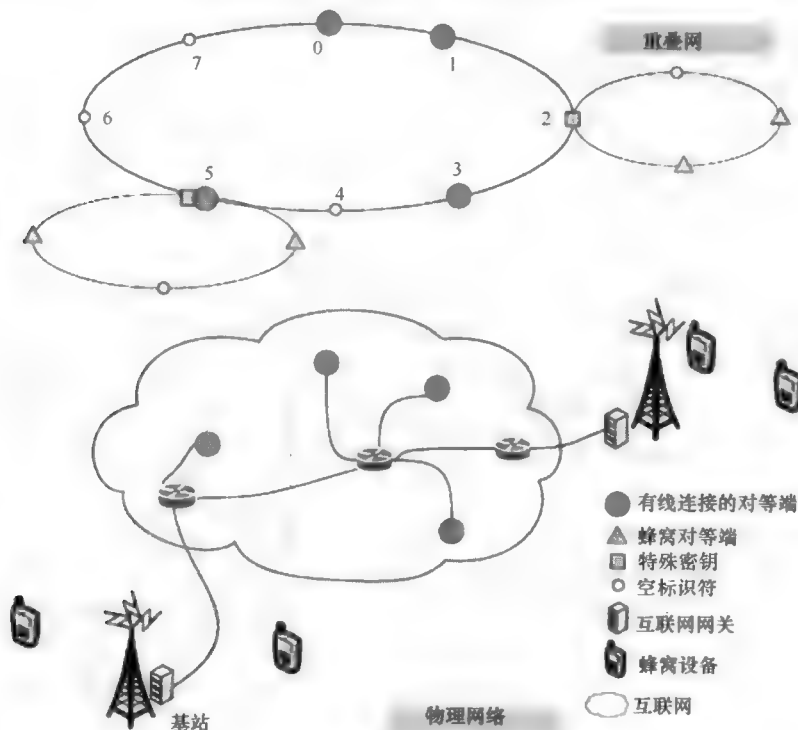 0
1
重叠网
7
6
2
5
4
3
有线连接的对等端
蜂窝对等端
特殊密钥
空标识符
互联网网关
蜂窝设备
互联网
基站
物理网络